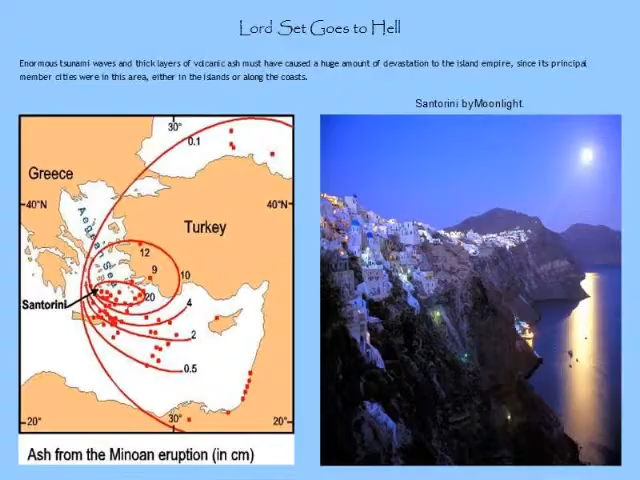 Lord Set Goes to Hell
Enormous tsunami waves and thick layers of volcanic ash must have caused a huge amount of devastation to the island empire, since its principal
member cities were in this area, either in the islands or along the coasts.
Santorini byMoonlight.
30°
0.1
Greece
40°N
40°N
Turkey
Aegean Sea
12
9
10
Santorini
20
4
2
0.5
20°
30°
20°
Ash from the Minoan eruption (in cm)